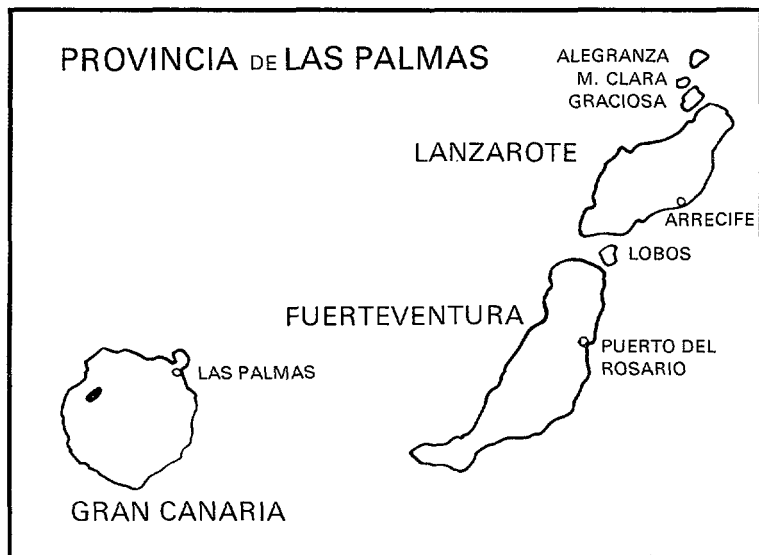 PROVINCIA DE LAS PALMAS
ALEGRANZA
M. CLARA
GRACIOSA
LANZAROTE
ARRECIFE
LOBOS
FUERTEVENTURA
PUERTO DEL
ROSARIO
LAS PALMAS
GRAN CANARIA